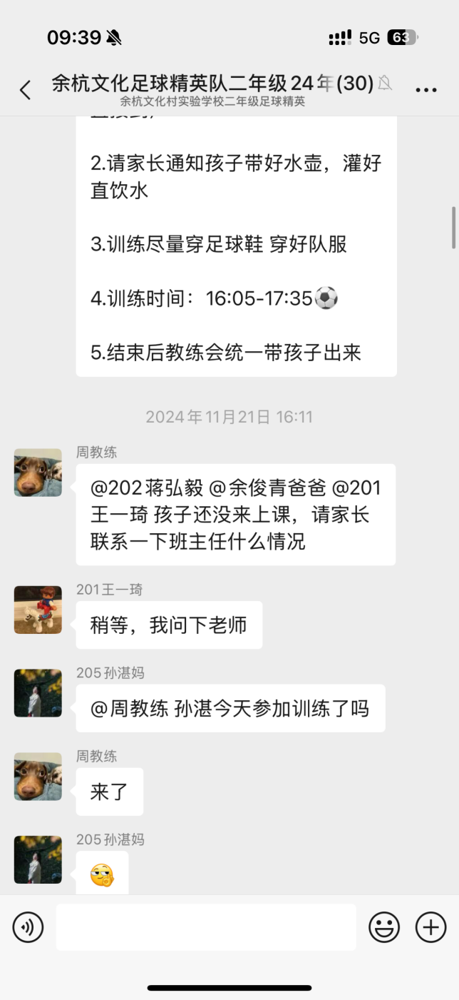 09:39
5G
63
余杭文化足球精英队二年级24年(30)
余杭文化村实验学校二年级足球精英
2.请家长通知孩子带好水壶，灌好
直饮水
3.训练尽量穿足球鞋 穿好队服
4.训练时间：16:05-17:35⚽
5.结束后教练会统一带孩子出来
2024年11月21日 16:11
周教练
@202蒋弘毅 @余俊青爸爸 @201
王一琦 孩子还没来上课，请家长
联系一下班主任什么情况
201王一琦
稍等，我问下老师
205孙湛妈
@周教练 孙湛今天参加训练了吗
周教练
来了
205孙湛妈